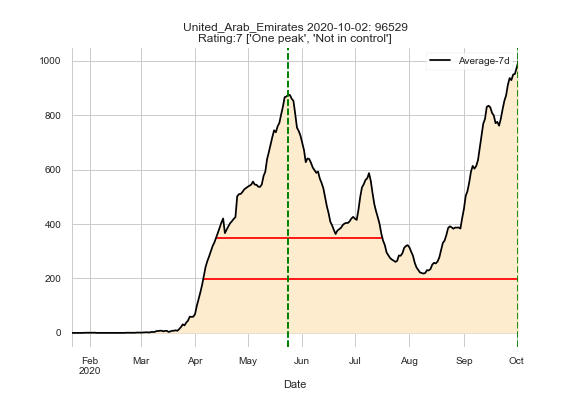 United_Arab_Emirates 2020-10-02: 96529
Rating:7 ['One peak', 'Not in control']
Average-7d
1000
800
600
400
200
0
Feb Mar Apr May Jun Jul Aug Sep Oct
2020
Date